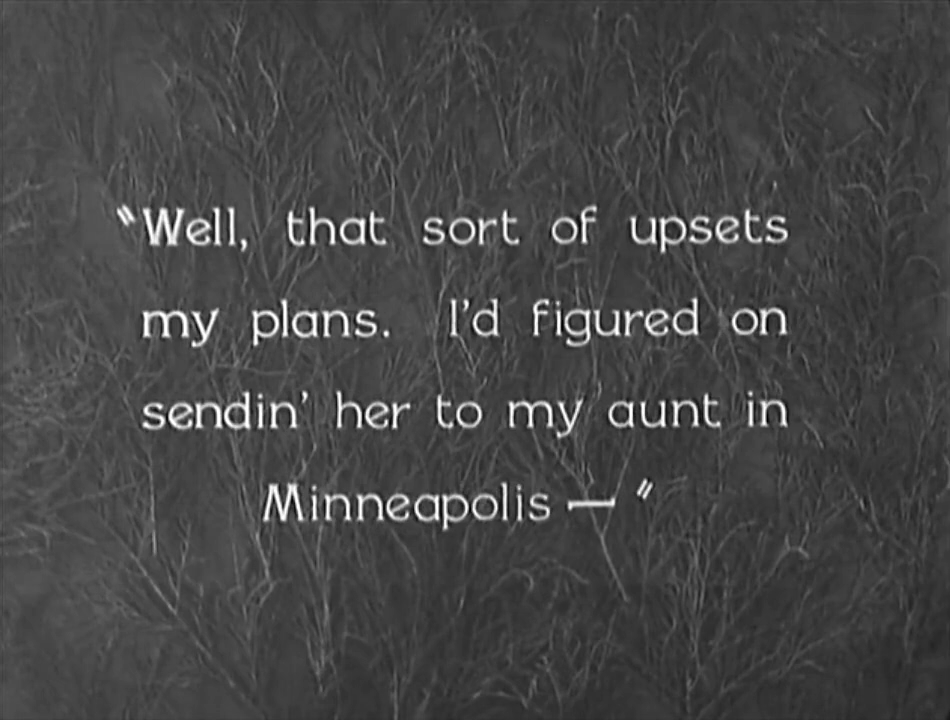 "Well, that sort of upsets
my plans. I'd figured on
sendin' her to my aunt in
Minneapolis — "